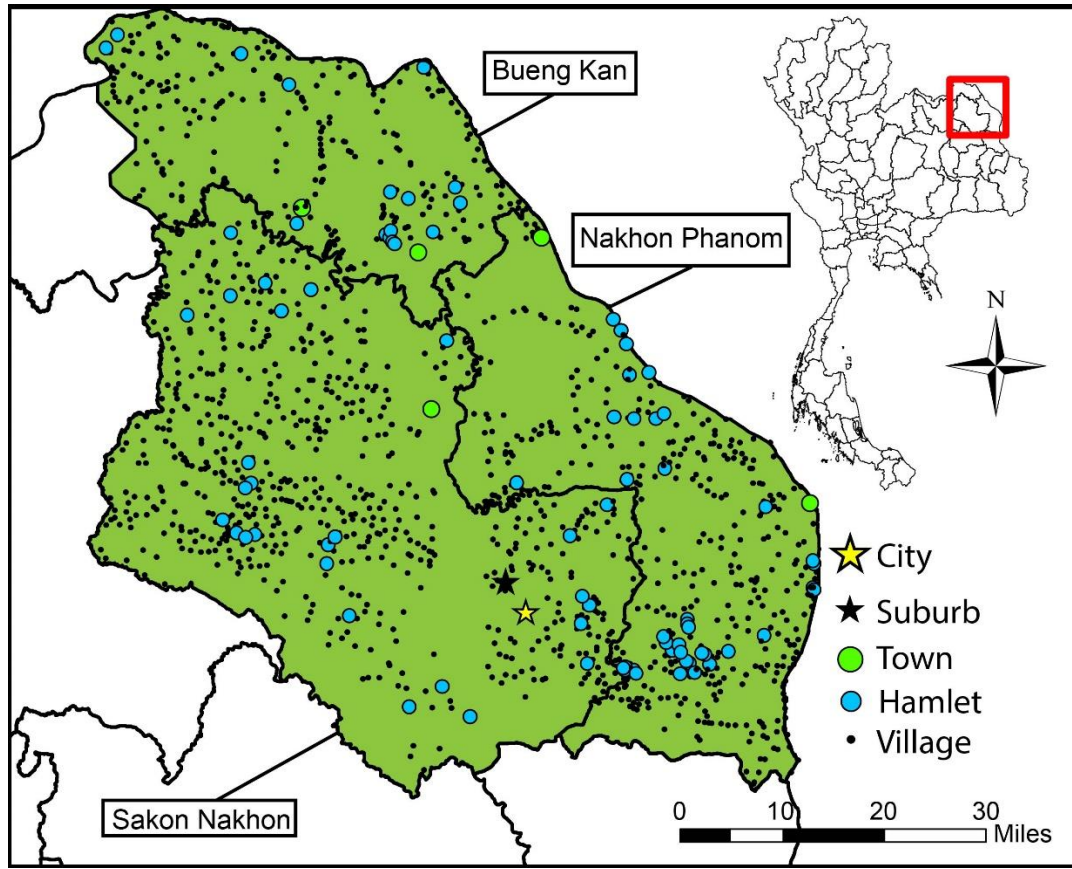 Bueng Kan
Nakhon Phanom
N
City
Suburb
Town
Hamlet
Village
Sakon Nakhon
0 10 20 30
Miles